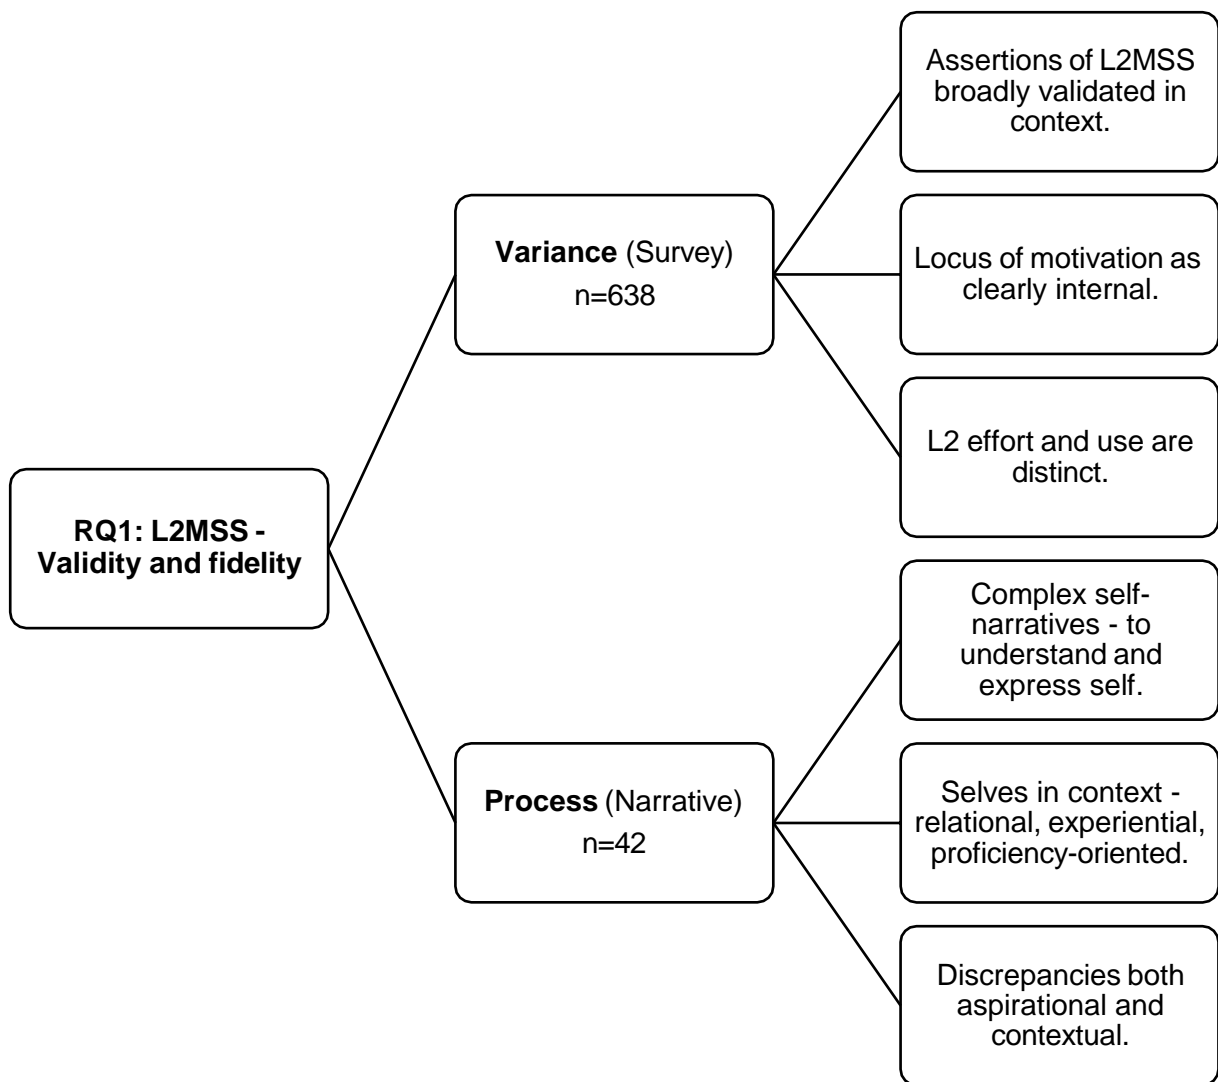 RQ1: L2MSS -
Validity and fidelity
Variance (Survey)
n=638
Assertions of L2MSS
broadly validated in
context.
Locus of motivation as
clearly internal.
L2 effort and use are
distinct.
Process (Narrative)
n=42
Complex self-
narratives - to
understand and
express self.
Selves in context -
relational, experiential,
proficiency-oriented.
Discrepancies both
aspirational and
contextual.